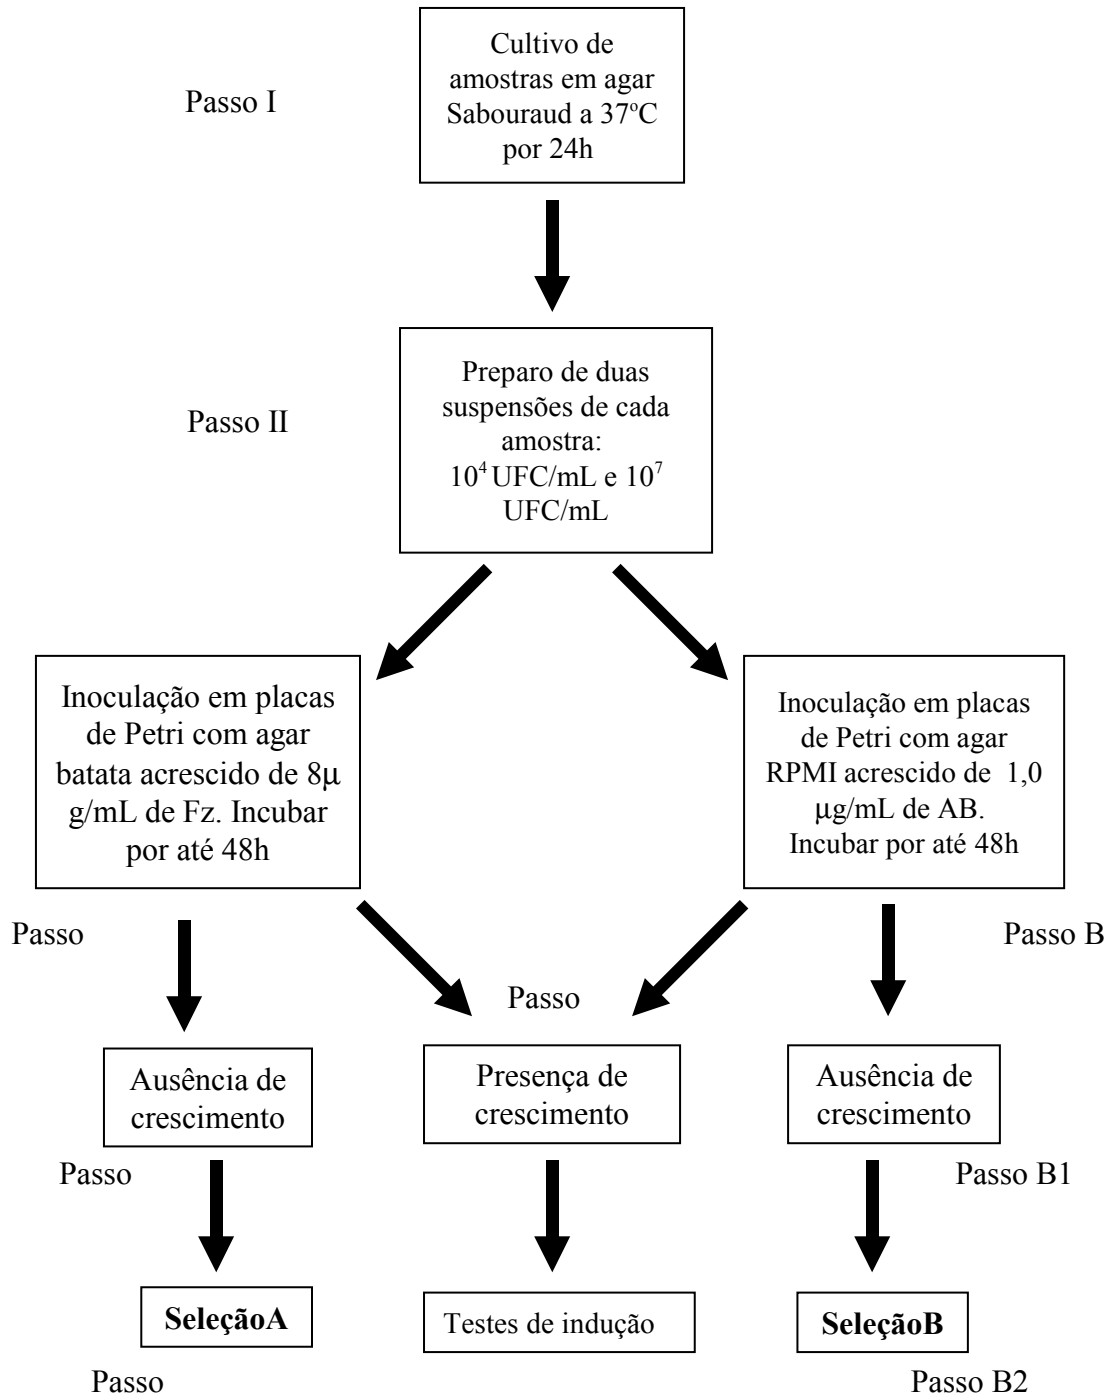 Passo I
Cultivo de
amostras em agar
Sabouraud a 37ºC
por 24h
Passo II
Preparo de duas
suspensões de cada
amostra:
10⁴ UFC/mL e 10⁷
UFC/mL
Inoculação em placas
de Petri com agar
batata acrescido de 8μ
g/mL de Fz. Incubar
por até 48h
Inoculação em placas
de Petri com agar
RPMI acrescido de 1,0
μg/mL de AB.
Incubar por até 48h
Passo
Passo B
Passo
Ausência de
crescimento
Presença de
crescimento
Ausência de
crescimento
Passo
Passo B1
SeleçãoA
Testes de indução
SeleçãoB
Passo
Passo B2